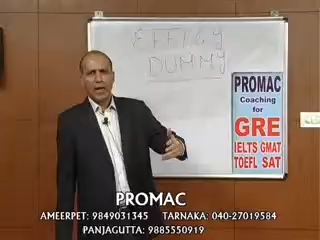 EFFIGY
DUMMY
PROMAC
Coaching
for
GRE
IELTS GMAT
TOEFL SAT
PROMAC
AMEERPET: 9849031345 TARNAKA: 040-27019584
PANJAGUTTA: 9885550919